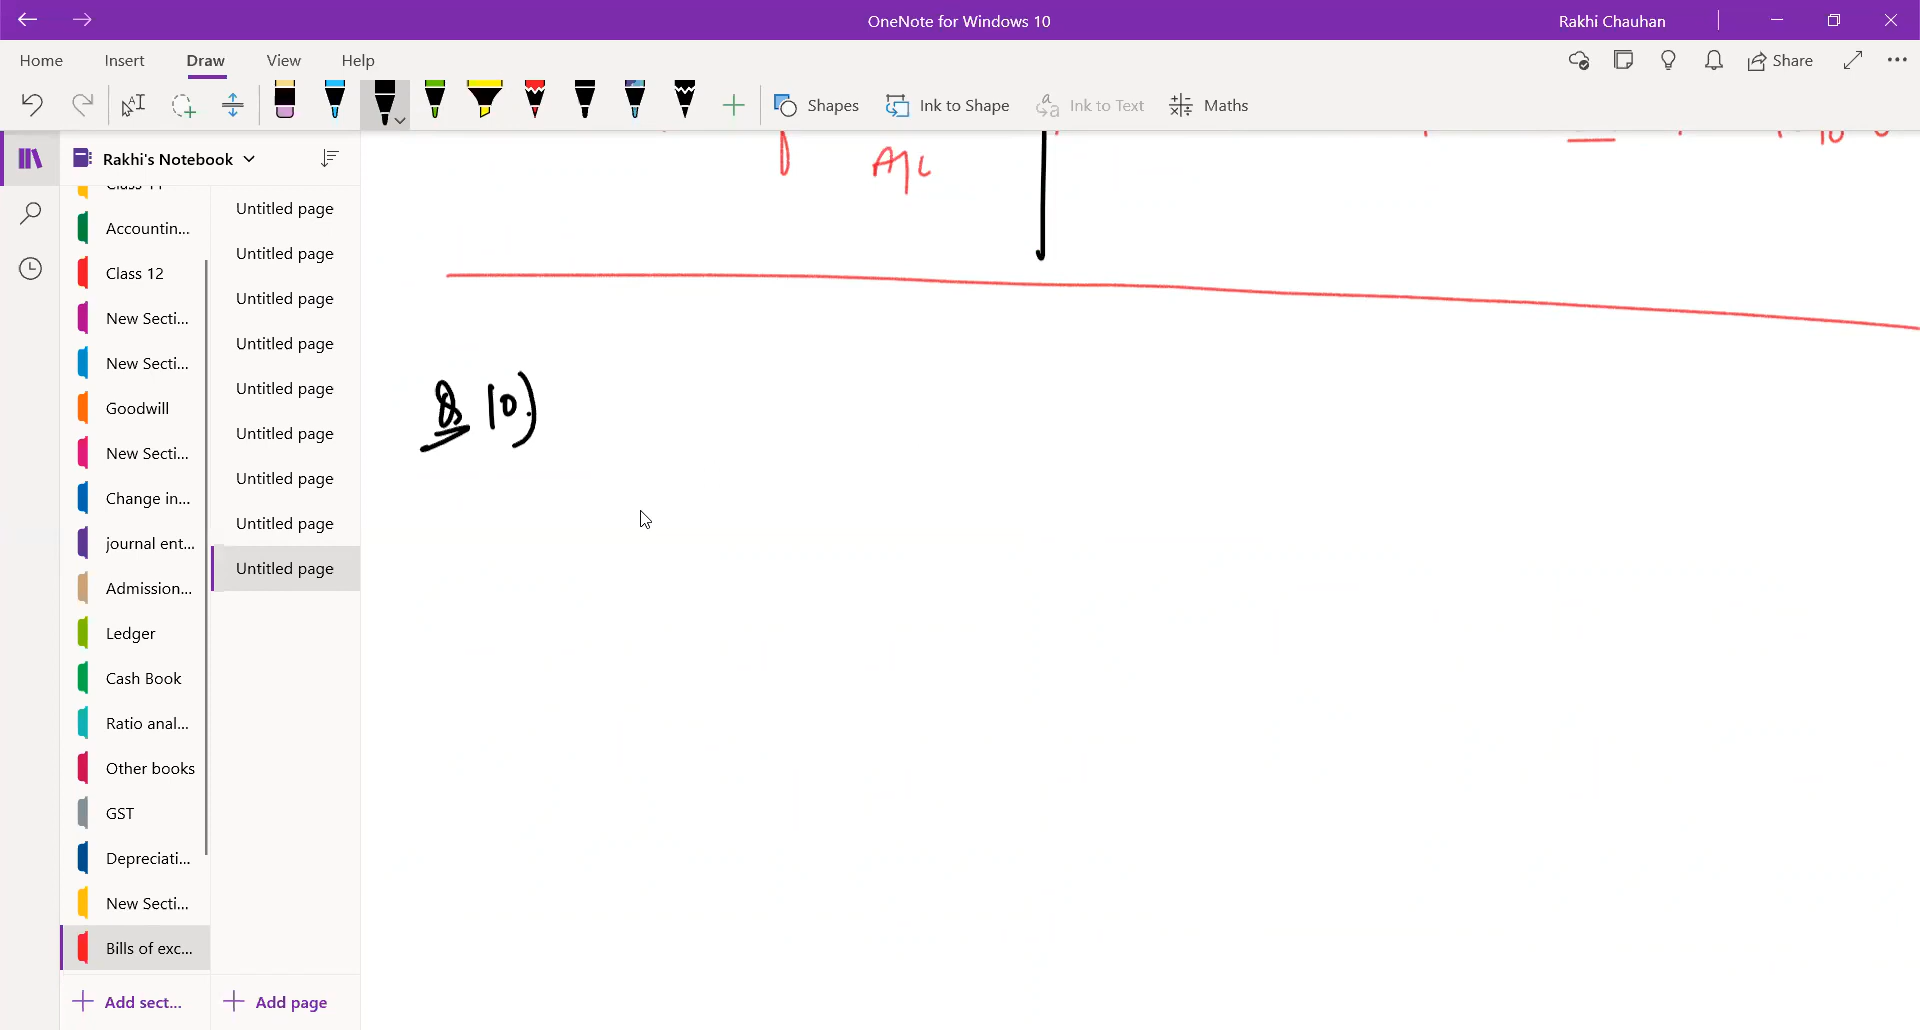 OneNote for Windows 10
Rakhi Chauhan
Home Insert Draw View Help
Share
Shapes Ink to Shape Ink to Text Maths
Rakhi's Notebook
Accountin...
Class 12
New Secti...
New Secti...
Goodwill
New Secti...
Change in...
journal ent...
Admission...
Ledger
Cash Book
Ratio anal...
Other books
GST
Depreciati...
New Secti...
Bills of exc...
Add sect...
Untitled page
Untitled page
Untitled page
Untitled page
Untitled page
Untitled page
Untitled page
Untitled page
Untitled page
Add page
A/c
Q 10)